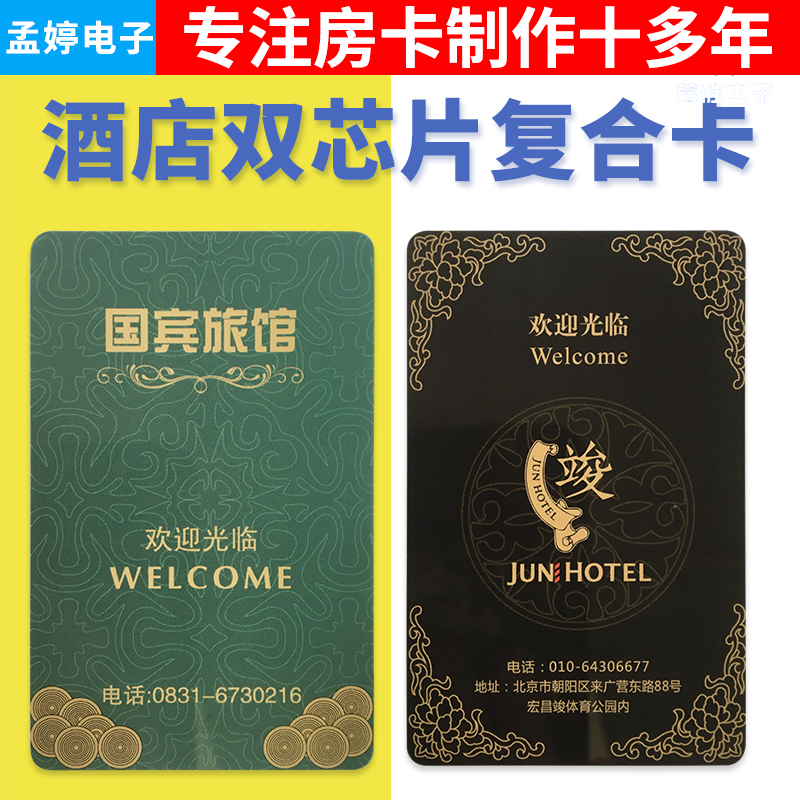 孟婷电子
专注房卡制作十多年
酒店双芯片复合卡
国宾旅馆
欢迎光临
WELCOME
电话:0831-6730216
欢迎光临
Welcome
竣
JUN HOTEL
JUN HOTEL
电话：010-64306677
地址：北京市朝阳区来广营东路88号
宏昌竣体育公园内